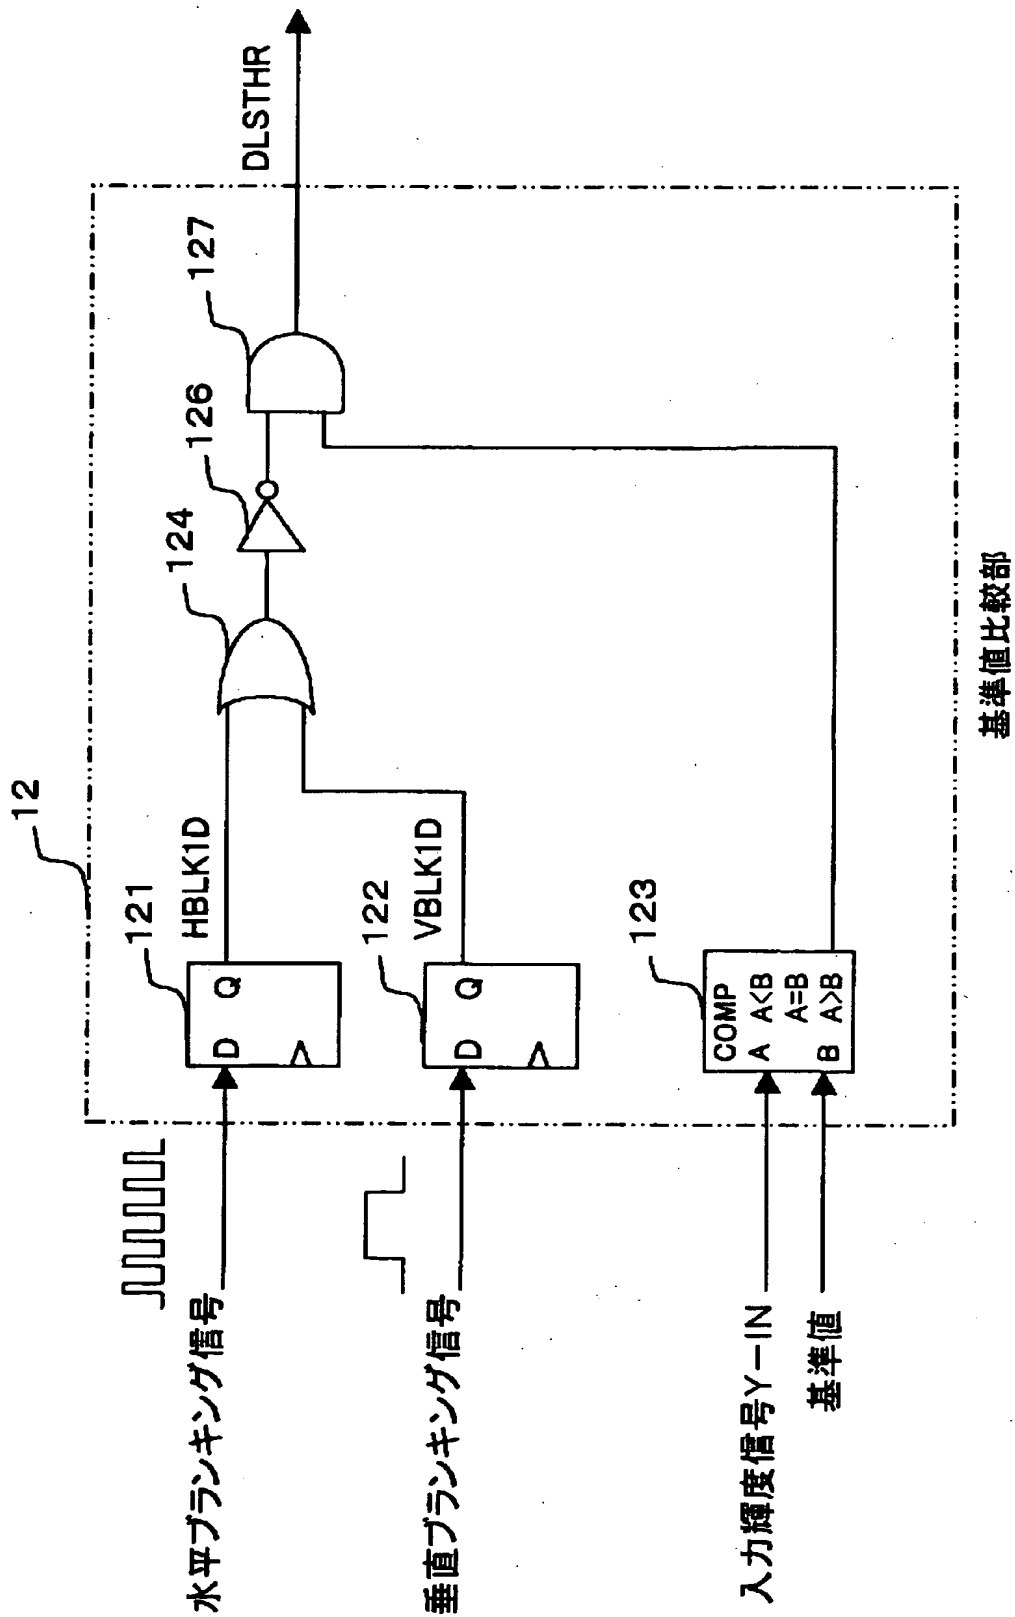 12
水平ブランキング信号
D
Q
121
HBLK1D
124
126
127
DLSTHR
垂直ブランキング信号
D
Q
122
VBLK1D
入力輝度信号Y－IN
基準値
COMP
A A<B
A=B
B A>B
123
基準値比較部